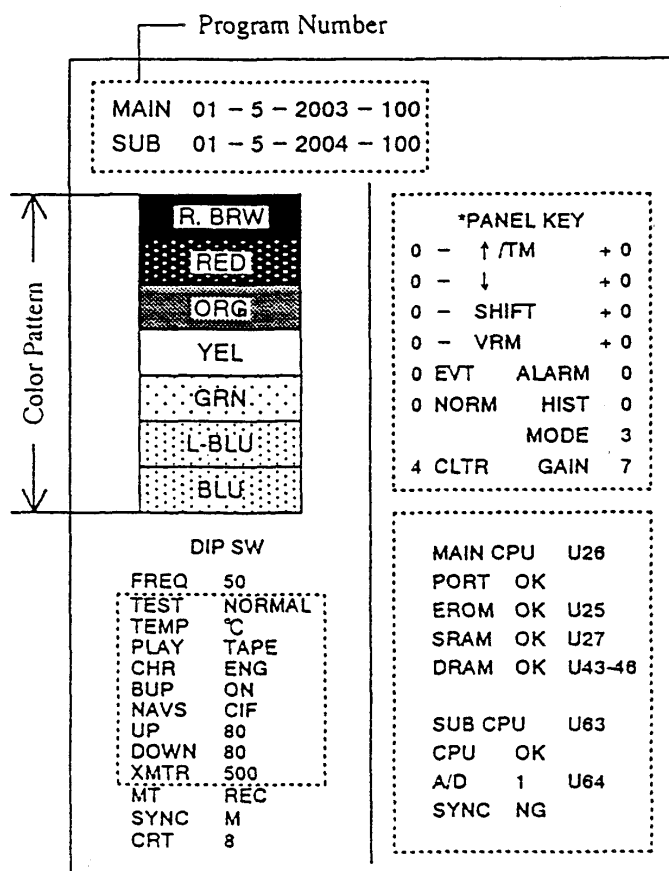 Program Number
MAIN 01 – 5 – 2003 – 100
SUB 01 – 5 – 2004 – 100
Color Pattern
R. BRW
RED
ORG
YEL
GRN
L-BLU
BLU
DIP SW
FREQ 50
TEST NORMAL
TEMP ℃
PLAY TAPE
CHR ENG
BUP ON
NAVS CIF
UP 80
DOWN 80
XMTR 500
MT REC
SYNC M
CRT 8
*PANEL KEY
0 – ↑ /TM + 0
0 – ↓ + 0
0 – SHIFT + 0
0 – VRM + 0
0 EVT ALARM 0
0 NORM HIST 0
MODE 3
4 CLTR GAIN 7
MAIN CPU U26
PORT OK
EROM OK U25
SRAM OK U27
DRAM OK U43-46
SUB CPU U63
CPU OK
A/D 1 U64
SYNC NG